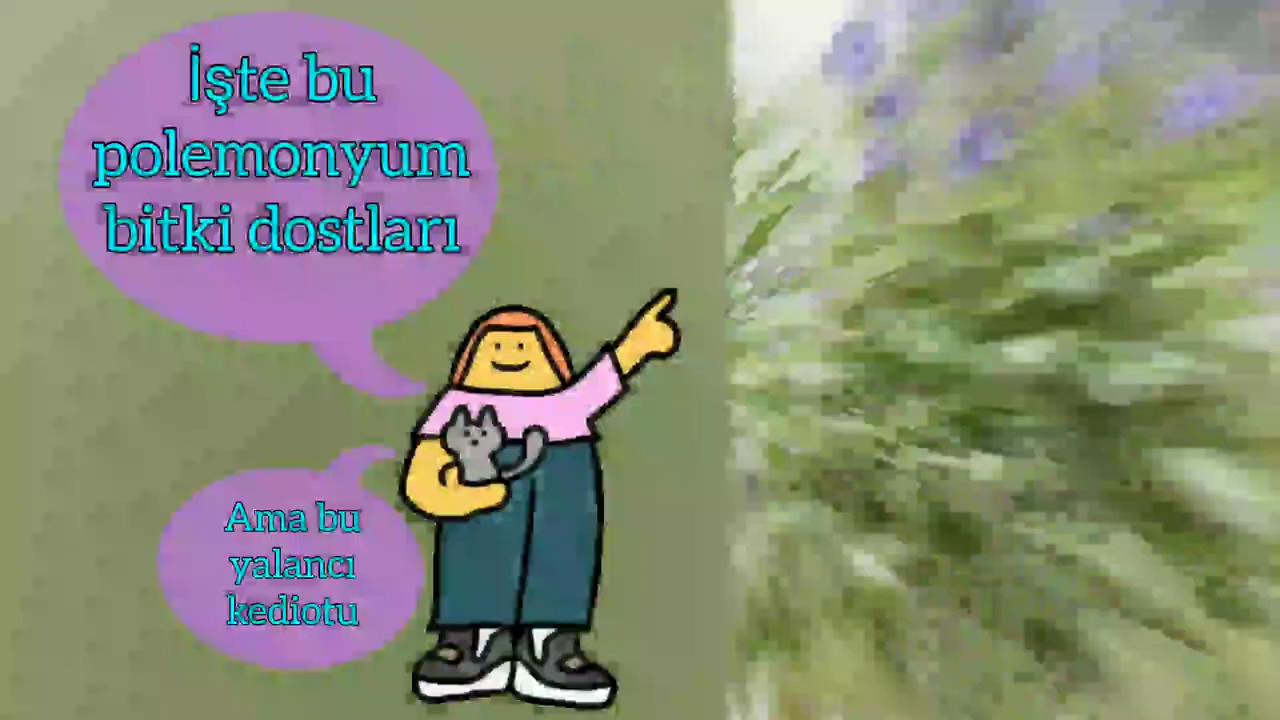 İşte bu
polemonyum
bitki dostları
Ama bu
yalancı
kediotu